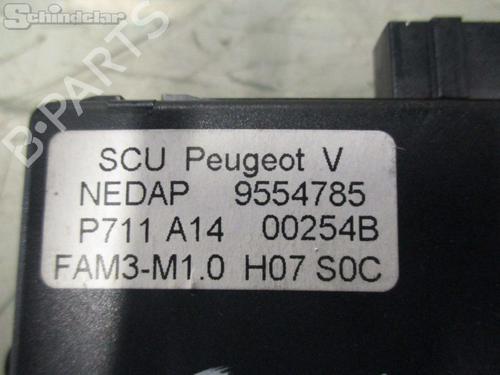 Schindelar
B-PARTS
SCU Peugeot V
NEDAP 9554785
P711 A14 00254B
FAM3-M1.0 H07 S0C